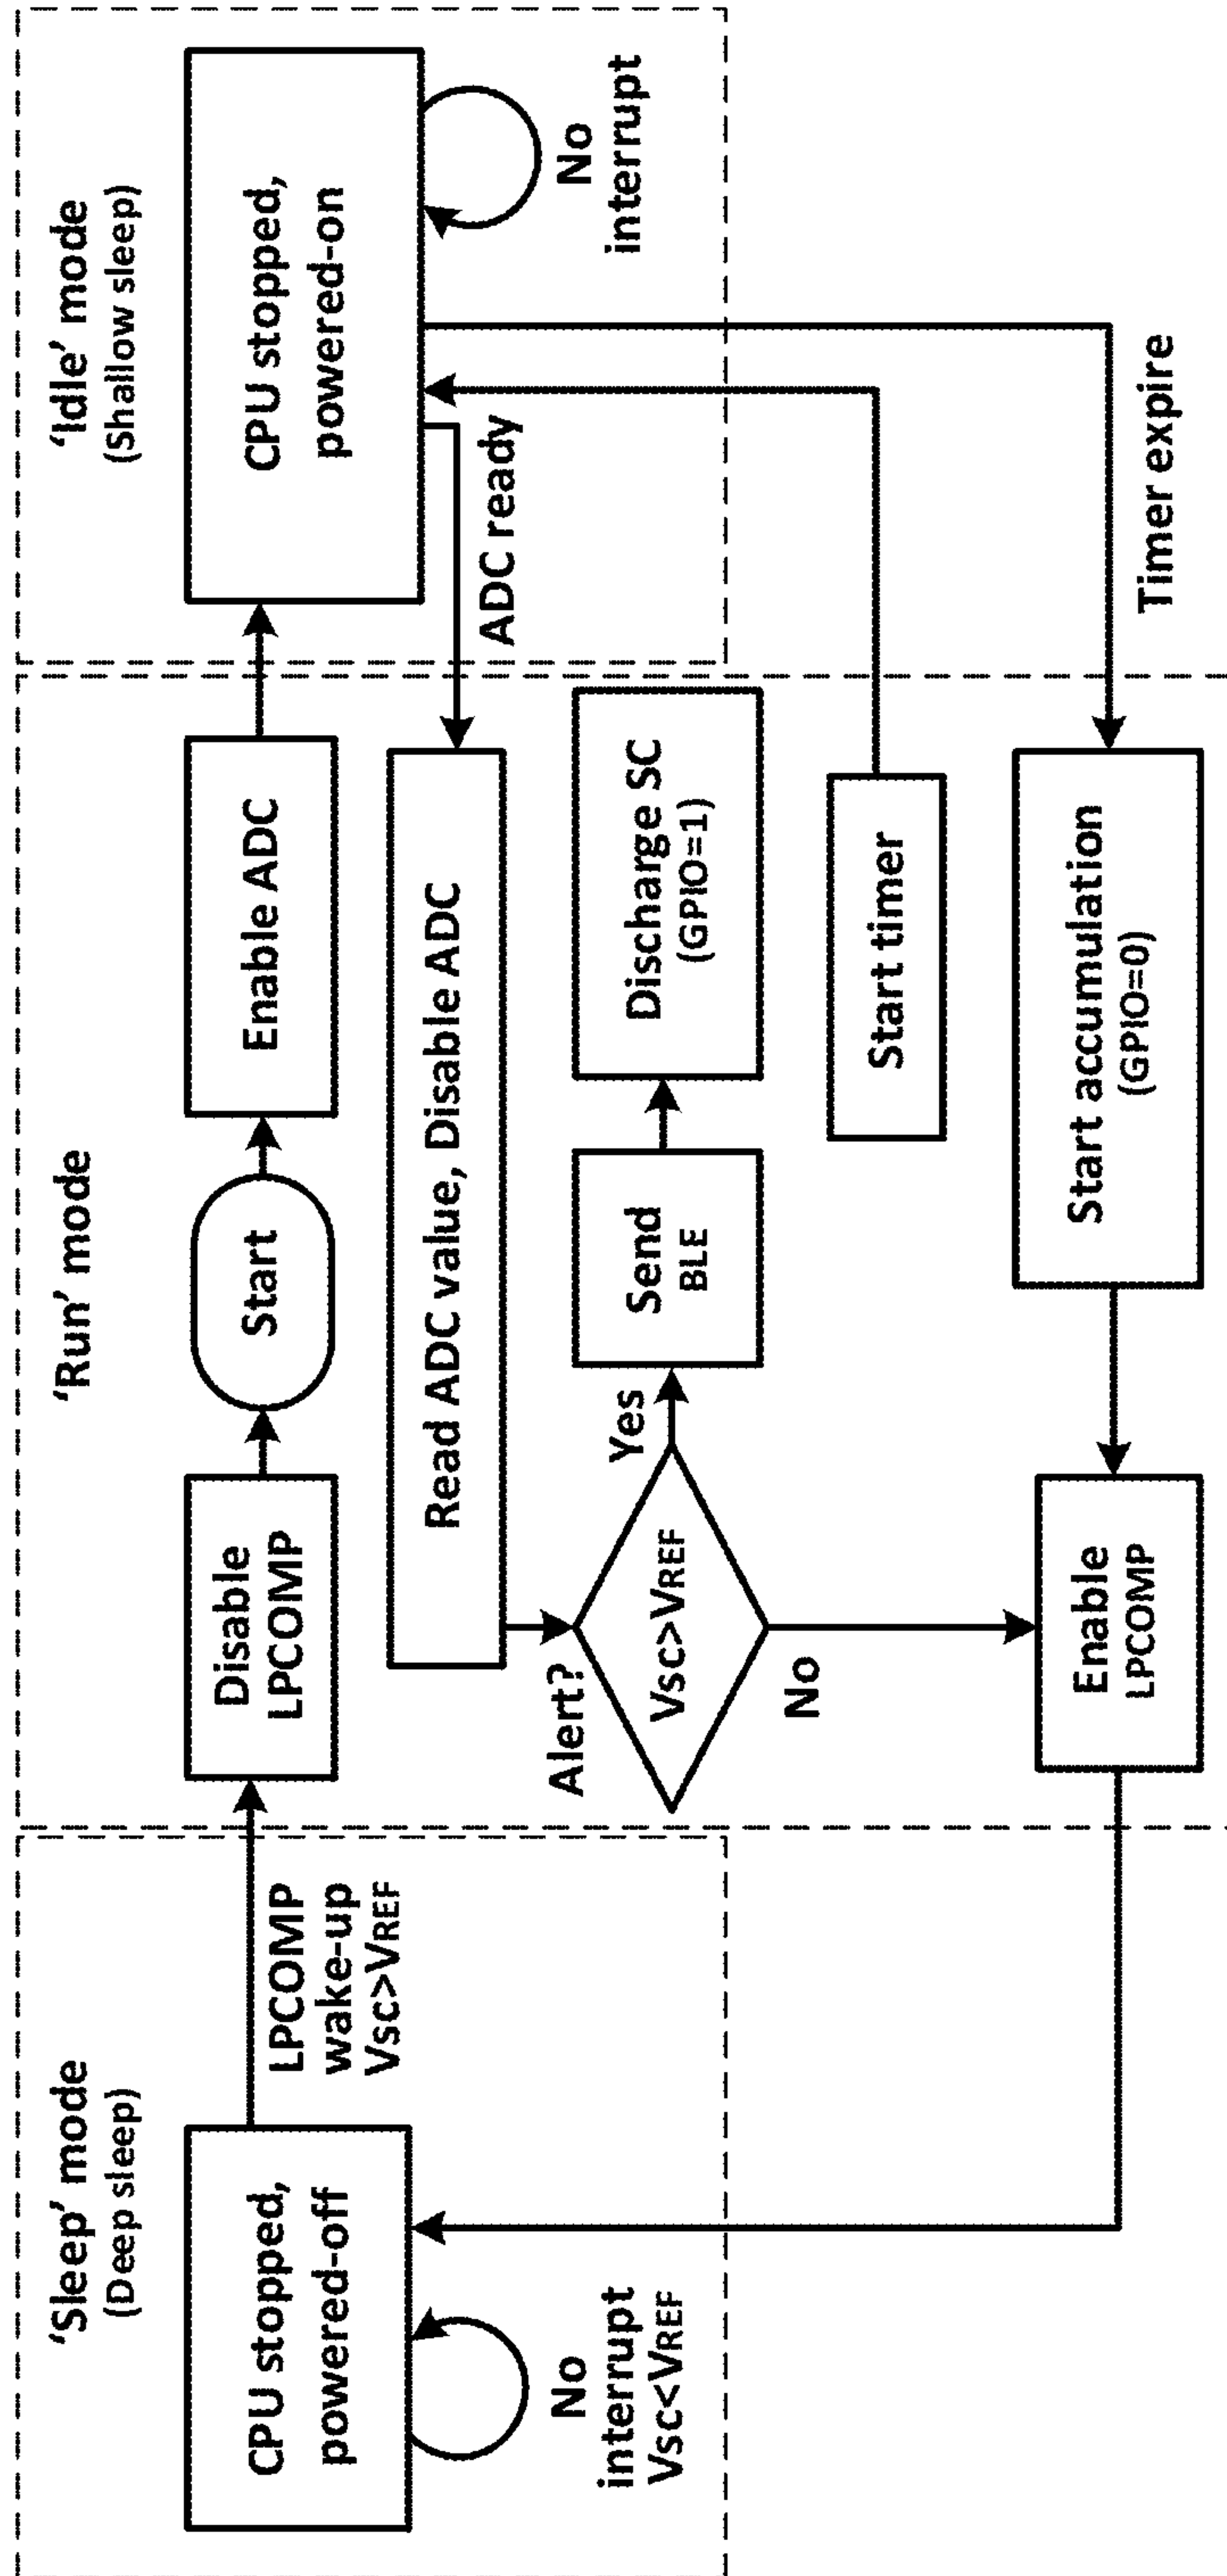 ‘Sleep’ mode
(Deep sleep)
CPU stopped,
powered-off
No
interrupt
VSC<VREF
LPCOMP
wake-up
VSC>VREF
‘Run’ mode
Disable
LPCOMP
Start
Enable ADC
Read ADC value, Disable ADC
Alert?
VSC>VREF
Yes
No
Send
BLE
Discharge SC
(GPIO=1)
Start timer
Start accumulation
(GPIO=0)
Enable
LPCOMP
‘Idle’ mode
(Shallow sleep)
CPU stopped,
powered-on
No
interrupt
ADC ready
Timer expire